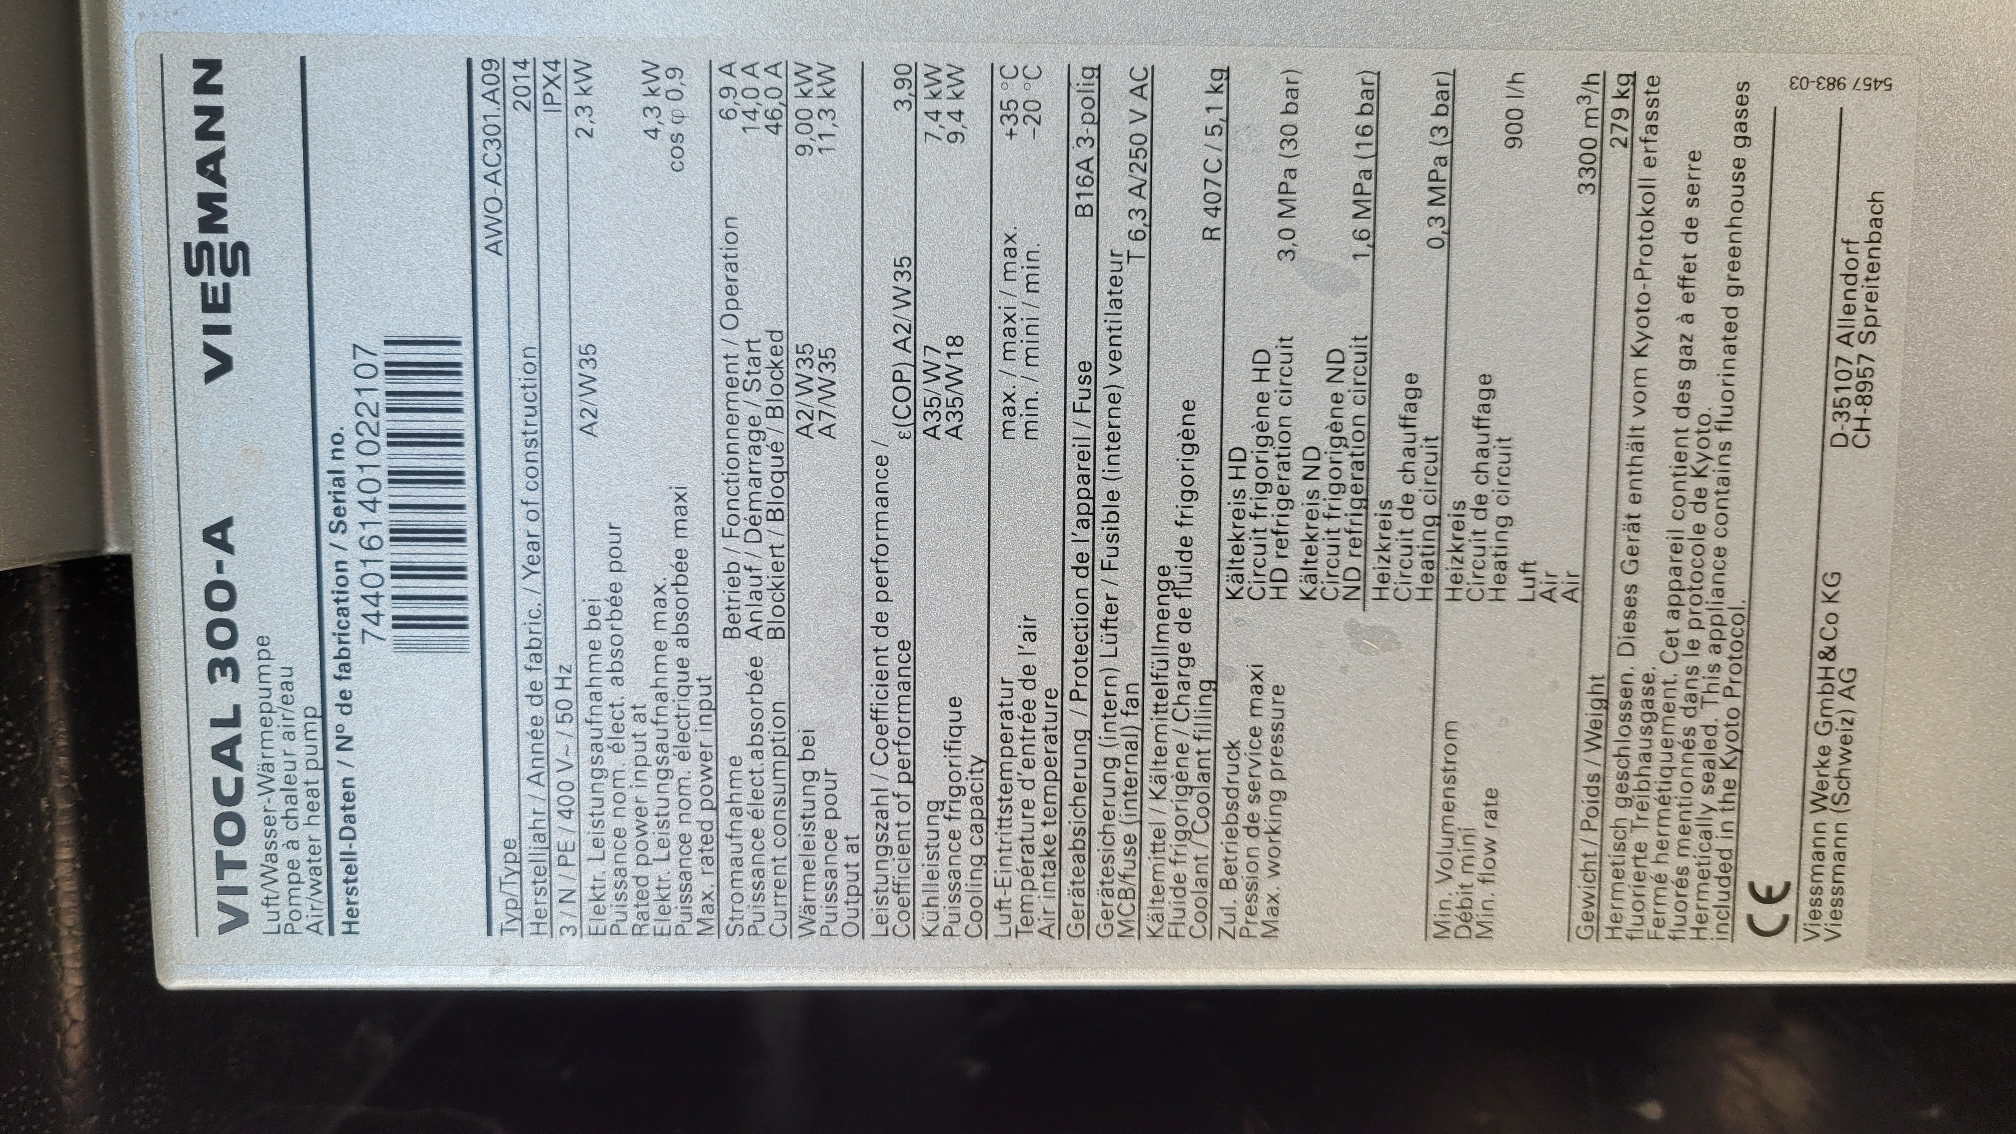 VITOCAL 300-A VIESMANN
Luft/Wasser-Wärmepumpe
Pompe à chaleur air/eau
Air/water heat pump
Herstell-Daten / N° de fabrication / Serial no.
7440161401022107
Typ/Type AWO-AC301.A09
Herstelljahr / Année de fabric. / Year of construction 2014
3 / N / PE / 400 V~ / 50 Hz IPX4
Elektr. Leistungsaufnahme bei A2/W35 2,3 kW
Puissance nom. élect. absorbée pour
Rated power input at
Elektr. Leistungsaufnahme max. 4,3 kW
Puissance nom. électrique absorbée maxi cos φ 0,9
Max. rated power input
Stromaufnahme Betrieb / Fonctionnement / Operation 6,9 A
Puissance élect.absorbée Anlauf / Démarrage / Start 14,0 A
Current consumption Blockiert / Bloqué / Blocked 46,0 A
Wärmeleistung bei A2/W35 9,00 kW
Puissance pour A7/W35 11,3 kW
Output at
Leistungszahl / Coefficient de performance /
Coefficient of performance ε(COP) A2/W35 3,90
Kühlleistung A35/W7 7,4 kW
Puissance frigorifique A35/W18 9,4 kW
Cooling capacity
Luft-Eintrittstemperatur max. / maxi / max. +35 °C
Température d'entrée de l'air min. / mini / min. −20 °C
Air intake temperature
Geräteabsicherung / Protection de l'appareil / Fuse B16A 3-polig
Gerätesicherung (intern) Lüfter / Fusible (interne) ventilateur
MCB/fuse (internal) fan T 6,3 A/250 V AC
Kältemittel / Kältemittelfüllmenge
Fluide frigorigène / Charge de fluide frigorigène
Coolant / Coolant filling R 407C / 5,1 kg
Zul. Betriebsdruck Kältekreis HD
Pression de service maxi Circuit frigorigène HD
Max. working pressure HD refrigeration circuit 3,0 MPa (30 bar)
Kältekreis ND
Circuit frigorigène ND
ND refrigeration circuit 1,6 MPa (16 bar)
Heizkreis
Circuit de chauffage
Heating circuit 0,3 MPa (3 bar)
Min. Volumenstrom Heizkreis
Débit mini Circuit de chauffage
Min. flow rate Heating circuit 900 l/h
Luft
Air
Air 3300 m³/h
Gewicht / Poids / Weight 279 kg
Hermetisch geschlossen. Dieses Gerät enthält vom Kyoto-Protokoll erfasste
fluorierte Treibhausgase.
Fermé hermétiquement. Cet appareil contient des gaz à effet de serre
fluorés mentionnés dans le protocole de Kyoto.
Hermetically sealed. This appliance contains fluorinated greenhouse gases
included in the Kyoto Protocol.
CE
Viessmann Werke GmbH&Co KG D-35107 Allendorf
Viessmann (Schweiz) AG CH-8957 Spreitenbach
5457 983-03